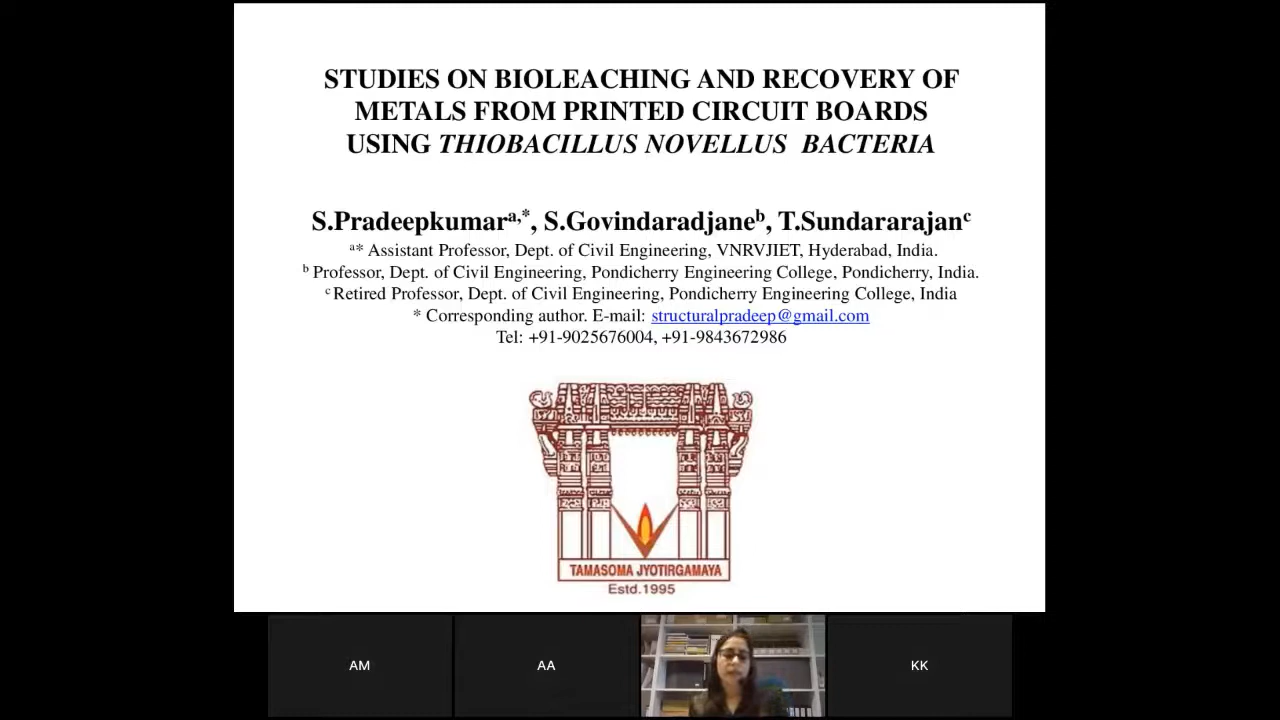 STUDIES ON BIOLEACHING AND RECOVERY OF
METALS FROM PRINTED CIRCUIT BOARDS
USING THIOBACILLUS NOVELLUS BACTERIA
S.Pradeepkumarᵃ,*, S.Govindaradjaneᵇ, T.Sundararajanᶜ
ᵃ* Assistant Professor, Dept. of Civil Engineering, VNRVJIET, Hyderabad, India.
ᵇ Professor, Dept. of Civil Engineering, Pondicherry Engineering College, Pondicherry, India.
ᶜ Retired Professor, Dept. of Civil Engineering, Pondicherry Engineering College, India
* Corresponding author. E-mail: structuralpradeep@gmail.com
Tel: +91-9025676004, +91-9843672986
TAMASOMA JYOTIRGAMAYA
Estd.1995
AM
AA
KK